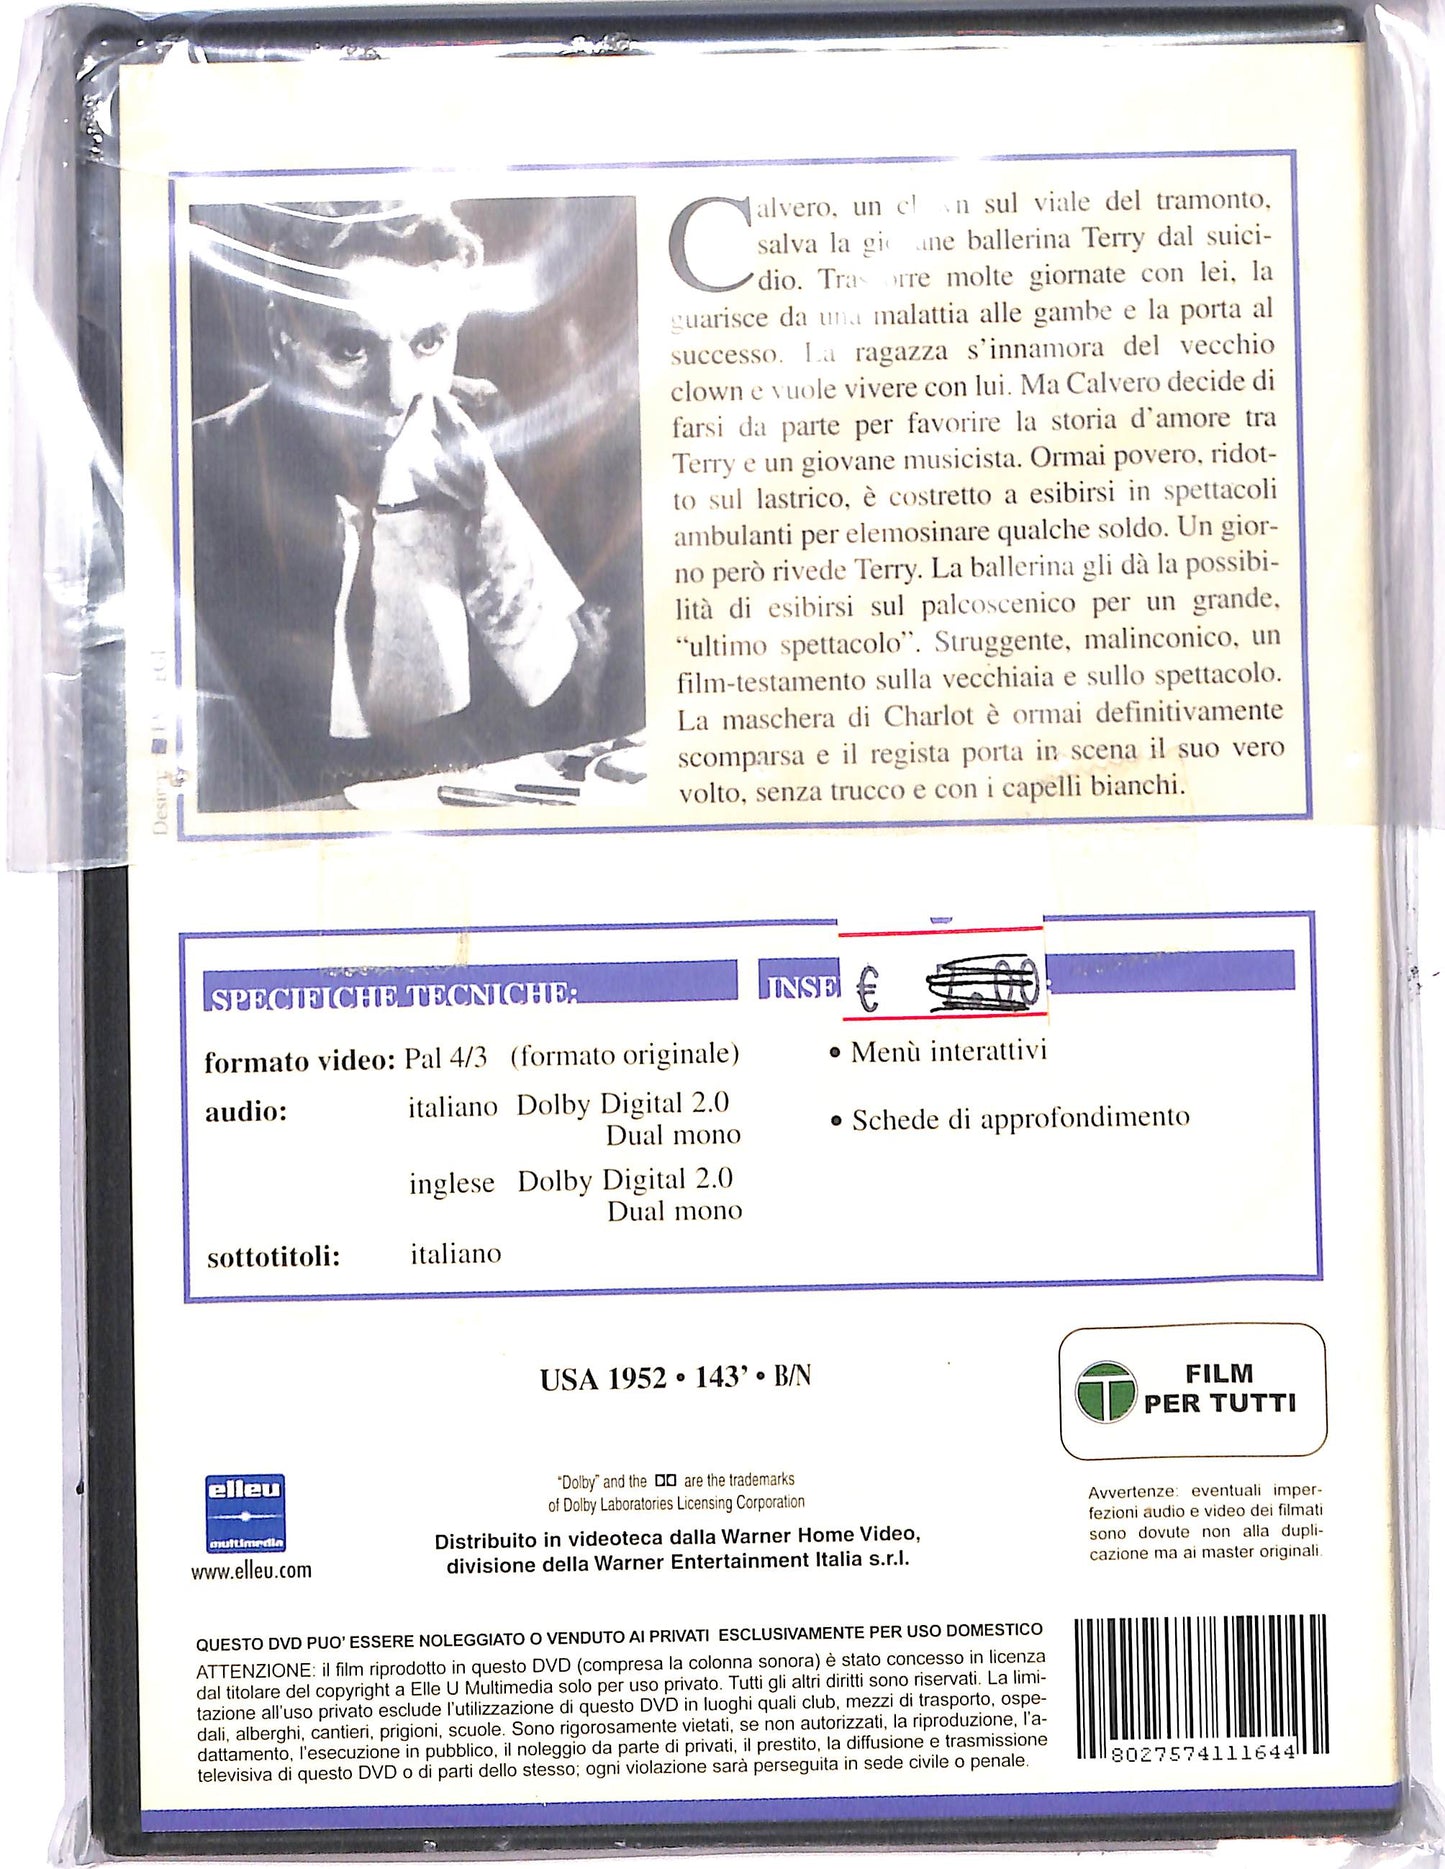 Calvero, un clown sul viale del tramonto,
salva la giovane ballerina Terry dal suici-
dio. Trascorre molte giornate con lei, la
guarisce da una malattia alle gambe e la porta al
successo. La ragazza s'innamora del vecchio
clown e vuole vivere con lui. Ma Calvero decide di
farsi da parte per favorire la storia d'amore tra
Terry e un giovane musicista. Ormai povero, ridot-
to sul lastrico, è costretto a esibirsi in spettacoli
ambulanti per elemosinare qualche soldo. Un gior-
no però rivede Terry. La ballerina gli dà la possibi-
lità di esibirsi sul palcoscenico per un grande,
“ultimo spettacolo”. Struggente, malinconico, un
film-testamento sulla vecchiaia e sullo spettacolo.
La maschera di Charlot è ormai definitivamente
scomparsa e il regista porta in scena il suo vero
volto, senza trucco e con i capelli bianchi.
SPECIFICHE TECNICHE:
formato video: Pal 4/3 (formato originale)
audio: italiano Dolby Digital 2.0
Dual mono
inglese Dolby Digital 2.0
Dual mono
sottotitoli: italiano
INSE
€
• Menù interattivi
• Schede di approfondimento
USA 1952 • 143' • B/N
FILM
PER TUTTI
elleu
multimedia
www.elleu.com
"Dolby" and the are the trademarks
of Dolby Laboratories Licensing Corporation
Distribuito in videoteca dalla Warner Home Video,
divisione della Warner Entertainment Italia s.r.l.
Avvertenze: eventuali imper-
fezioni audio e video dei filmati
sono dovute non alla dupli-
cazione ma ai master originali.
QUESTO DVD PUO' ESSERE NOLEGGIATO O VENDUTO AI PRIVATI ESCLUSIVAMENTE PER USO DOMESTICO
ATTENZIONE: il film riprodotto in questo DVD (compresa la colonna sonora) è stato concesso in licenza
dal titolare del copyright a Elle U Multimedia solo per uso privato. Tutti gli altri diritti sono riservati. La limi-
tazione all'uso privato esclude l'utilizzazione di questo DVD in luoghi quali club, mezzi di trasporto, ospe-
dali, alberghi, cantieri, prigioni, scuole. Sono rigorosamente vietati, se non autorizzati, la riproduzione, l'a-
dattamento, l'esecuzione in pubblico, il noleggio da parte di privati, il prestito, la diffusione e trasmissione
televisiva di questo DVD o di parti dello stesso; ogni violazione sarà perseguita in sede civile o penale.
8027574111644